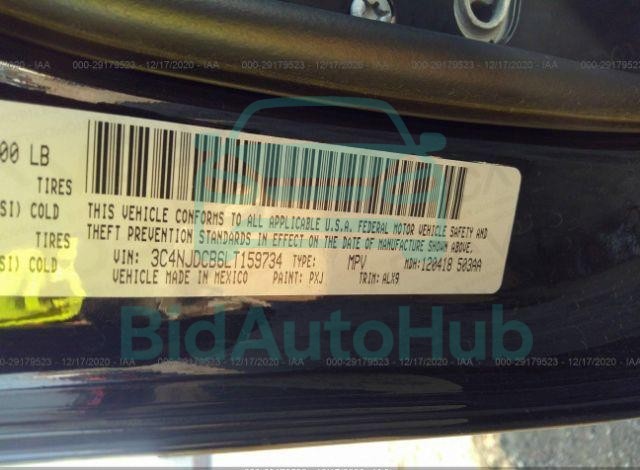 000-29179523 - 12/17/2020 - IAA 000-29179523 - 12/17/2020 - IAA 000-29179523 - 12/17/2020 - IAA
00 LB
TIRES
SI) COLD
TIRES
SI) COLD
THIS VEHICLE CONFORMS TO ALL APPLICABLE U.S.A. FEDERAL MOTOR VEHICLE SAFETY AND
THEFT PREVENTION STANDARDS IN EFFECT ON THE DATE OF MANUFACTURE SHOWN ABOVE.
VIN: 3C4NJDCB6LT159734 TYPE: MPV MDH: 120418 503AA
VEHICLE MADE IN MEXICO PAINT: PXJ TRIM: ALX9
BidAutoHub
000-29179523 - 12/17/2020 - IAA 000-29179523 - 12/17/2020 - IAA 000-29179523 - 12/17/2020 - IAA